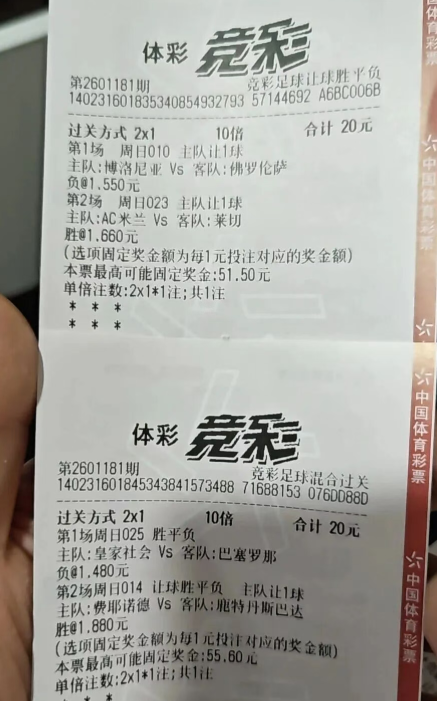 体彩 竞彩
第2601181期 竞彩足球让球胜平负
140231601835340854932793 57144692 A6BC006B
过关方式 2x1 10倍 合计 20元
第1场 周日010 主队让1球
主队:博洛尼亚 Vs 客队:佛罗伦萨
负@1.550元
第2场 周日023 主队让1球
主队:AC米兰 Vs 客队:莱切
胜@1.660元
(选项固定奖金额为每1元投注对应的奖金额)
本票最高可能固定奖金:51.50元
单倍注数:2x1*1注;共1注
* * *
* * *
体彩 竞彩
第2601181期 竞彩足球混合过关
140231601845343841573488 71688153 076DD88D
过关方式 2x1 10倍 合计 20元
第1场周日025 胜平负
主队:皇家社会 Vs 客队:巴塞罗那
负@1.480元
第2场周日014 让球胜平负 主队让1球
主队:费耶诺德 Vs 客队:鹿特丹斯巴达
胜@1.880元
(选项固定奖金额为每1元投注对应的奖金额)
本票最高可能固定奖金:55.60元
单倍注数:2x1*1注;共1注
* * *
体育彩票
中国体育
中国体育彩票
中国体育彩票